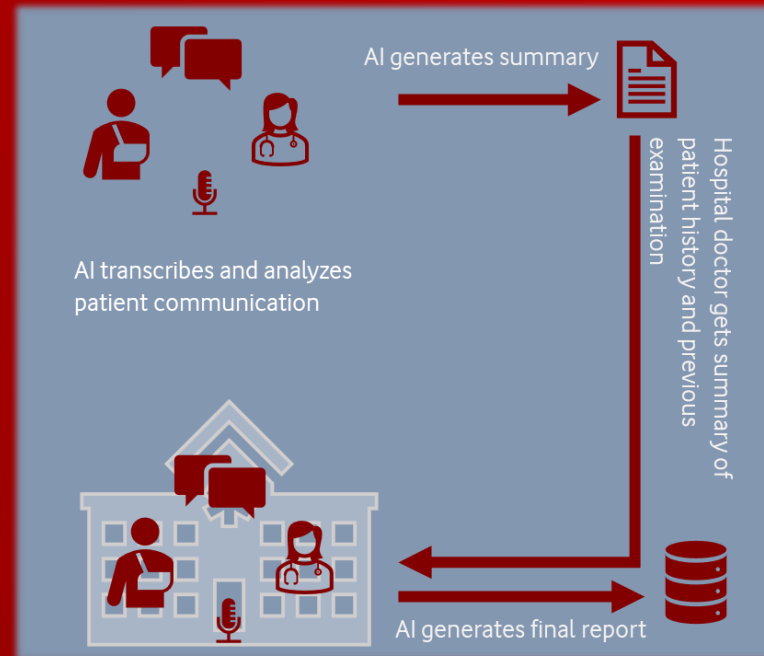 AI generates summary
Hospital doctor gets summary of
patient history and previous
examination
AI transcribes and analyzes
patient communication
AI generates final report